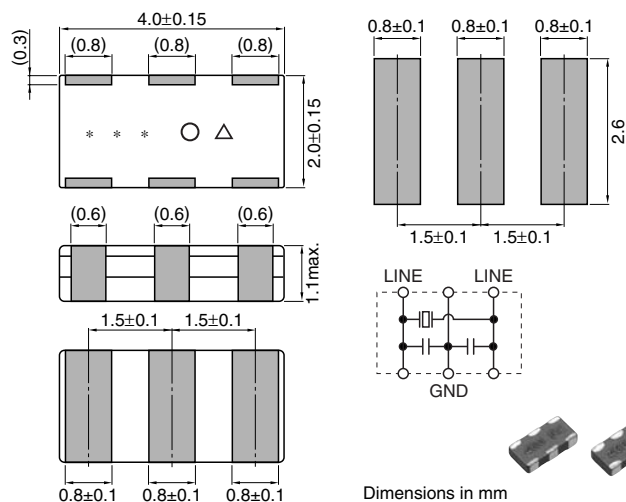 4.0±0.15
(0.8) (0.8) (0.8)
(0.3)
* * * ○ △
2.0±0.15
(0.6) (0.6) (0.6)
1.1max.
1.5±0.1 1.5±0.1
0.8±0.1 0.8±0.1 0.8±0.1
0.8±0.1 0.8±0.1 0.8±0.1
2.6
1.5±0.1 1.5±0.1
LINE LINE
GND
Dimensions in mm